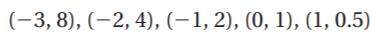 (−3, 8), (−2, 4), (−1, 2), (0, 1), (1, 0.5)